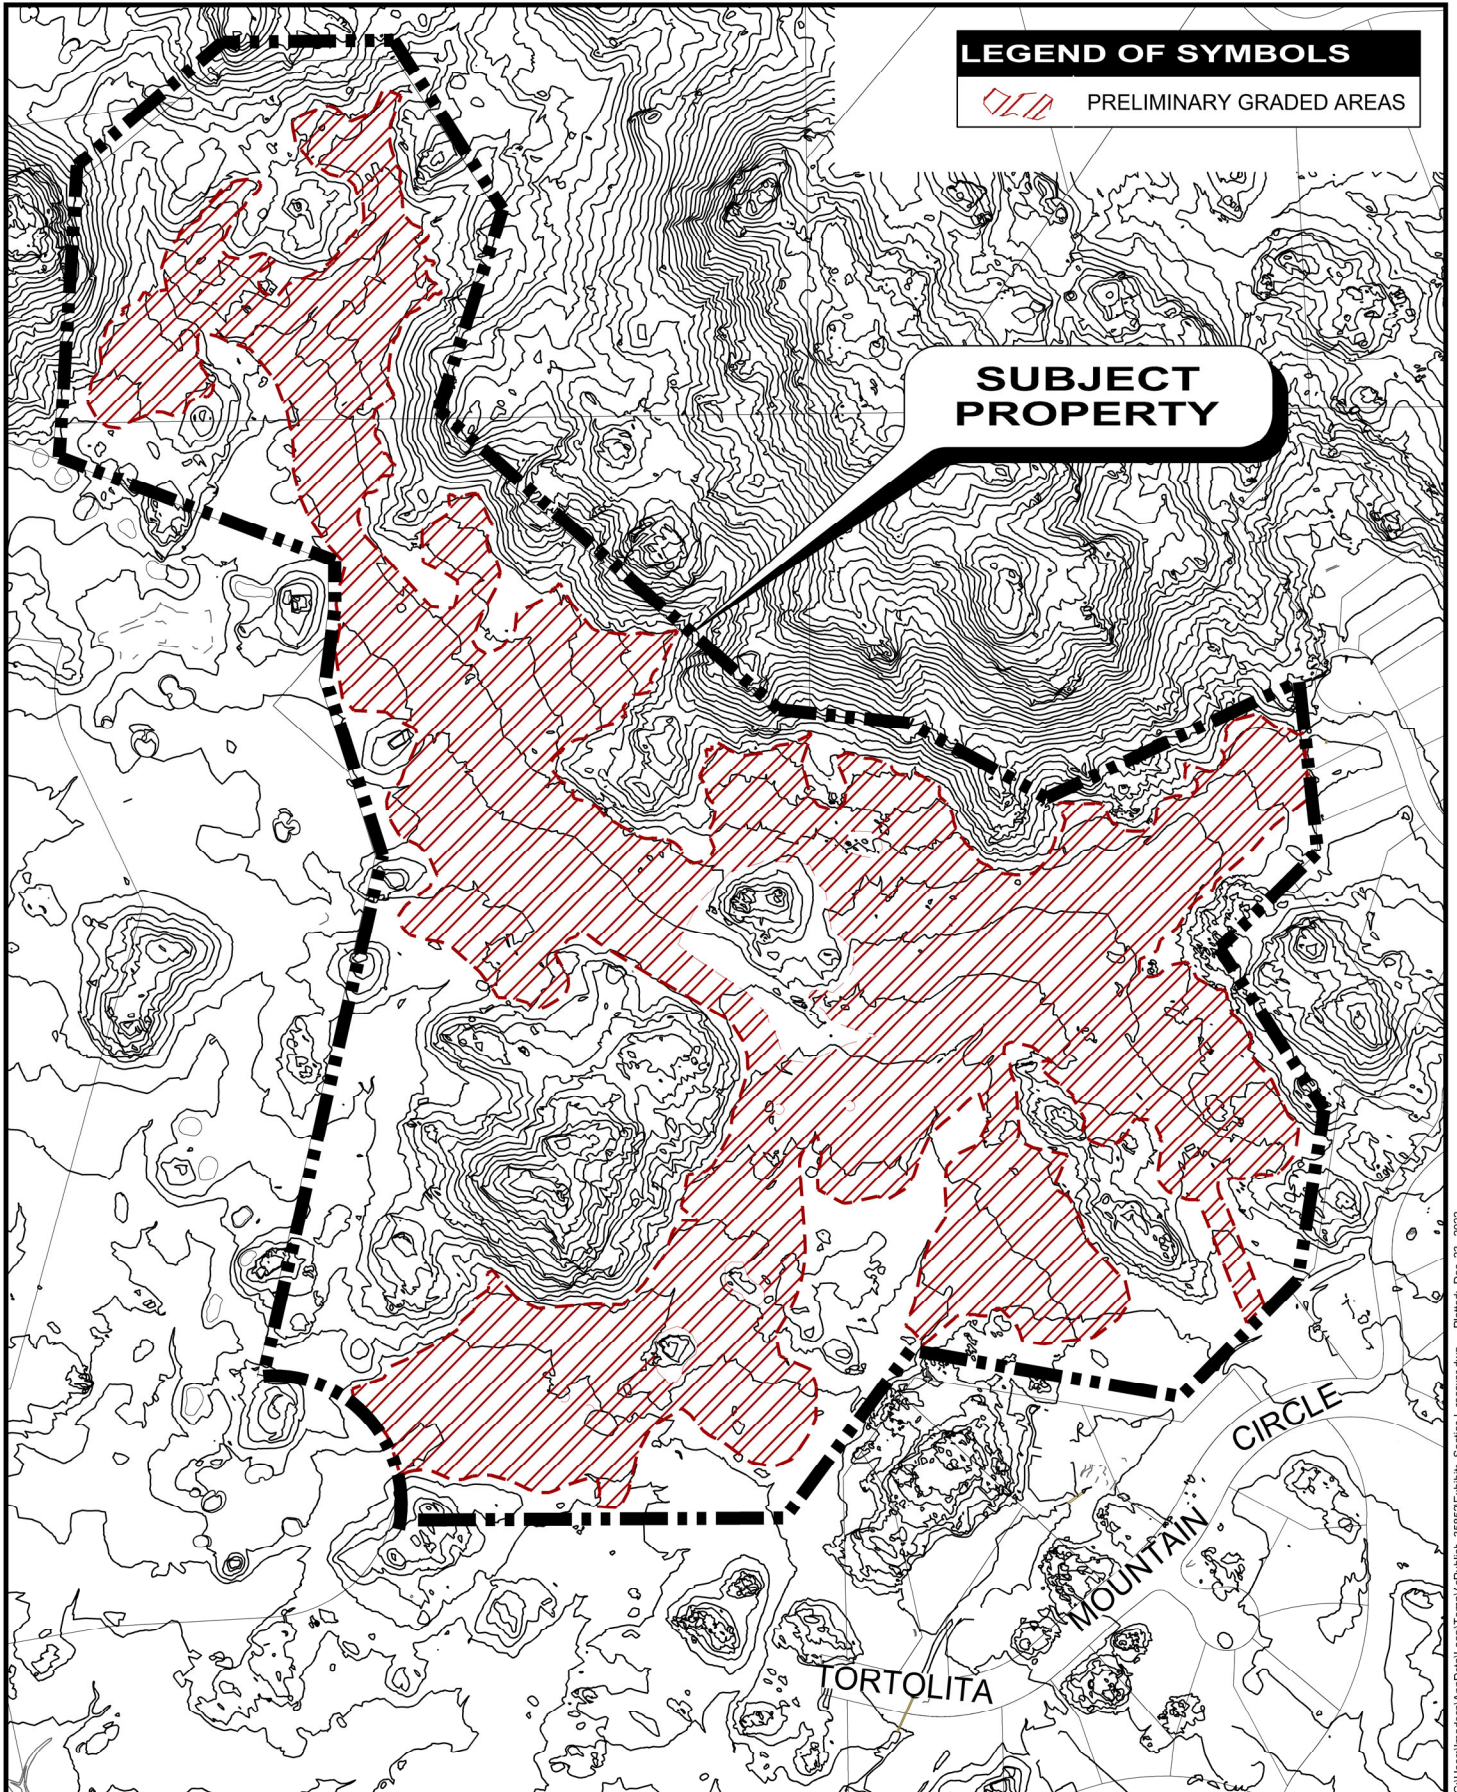 LEGEND OF SYMBOLS
PRELIMINARY GRADED AREAS
SUBJECT
PROPERTY
CIRCLE
MOUNTAIN
TORTOLITA